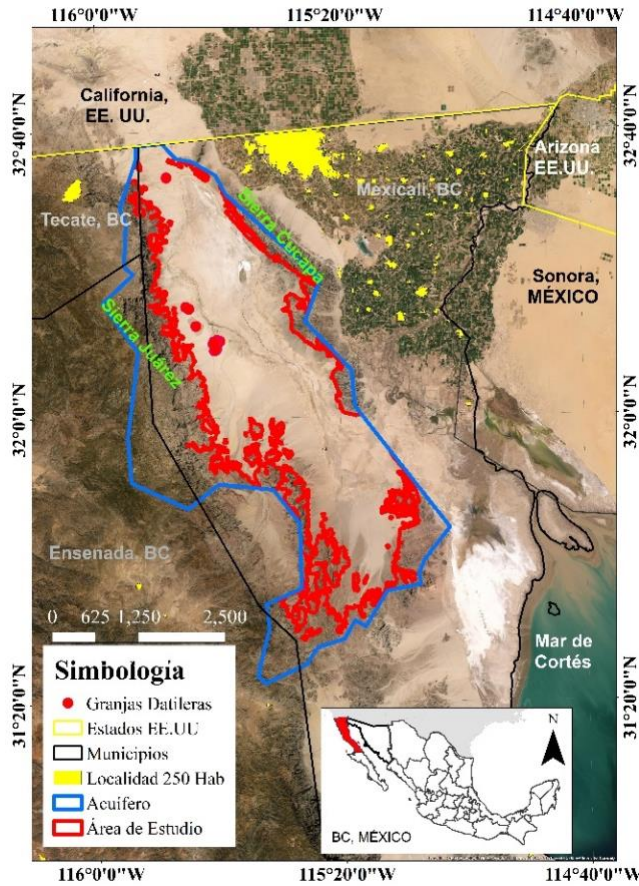 116°0'0"W
115°20'0"W
114°40'0"W
32°40'0"N
32°40'0"N
California,
EE. UU.
Arizona
EE.UU.
Mexicali, BC
Tecate, BC
Sierra Cucapa
Sonora,
MÉXICO
Sierra Juárez
32°0'0"N
32°0'0"N
Ensenada, BC
0 625 1,250 2,500
Mar de
Cortés
31°20'0"N
31°20'0"N
Simbología
Granjas Datileras
Estados EE.UU
Municipios
Localidad 250 Hab
Acuífero
Área de Estudio
N
BC, MÉXICO
116°0'0"W
115°20'0"W
114°40'0"W